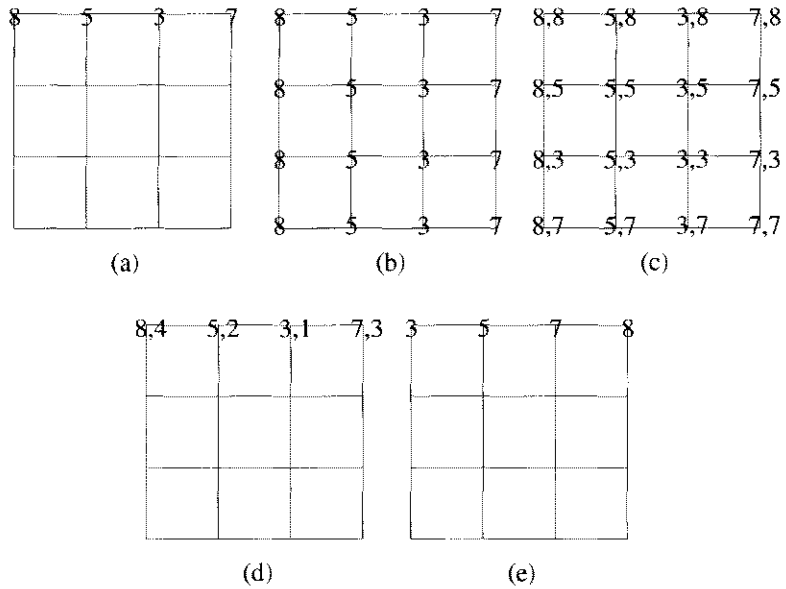 8 5 3 7 8 5 3 7 8,8 5,8 3,8 7,8
8 5 3 7 8,5 5,5 3,5 7,5
8 5 3 7 8,3 5,3 3,3 7,3
8 5 3 7 8,7 5,7 3,7 7,7
(a) (b) (c)
8,4 5,2 3,1 7,3 3 5 7 8
(d) (e)